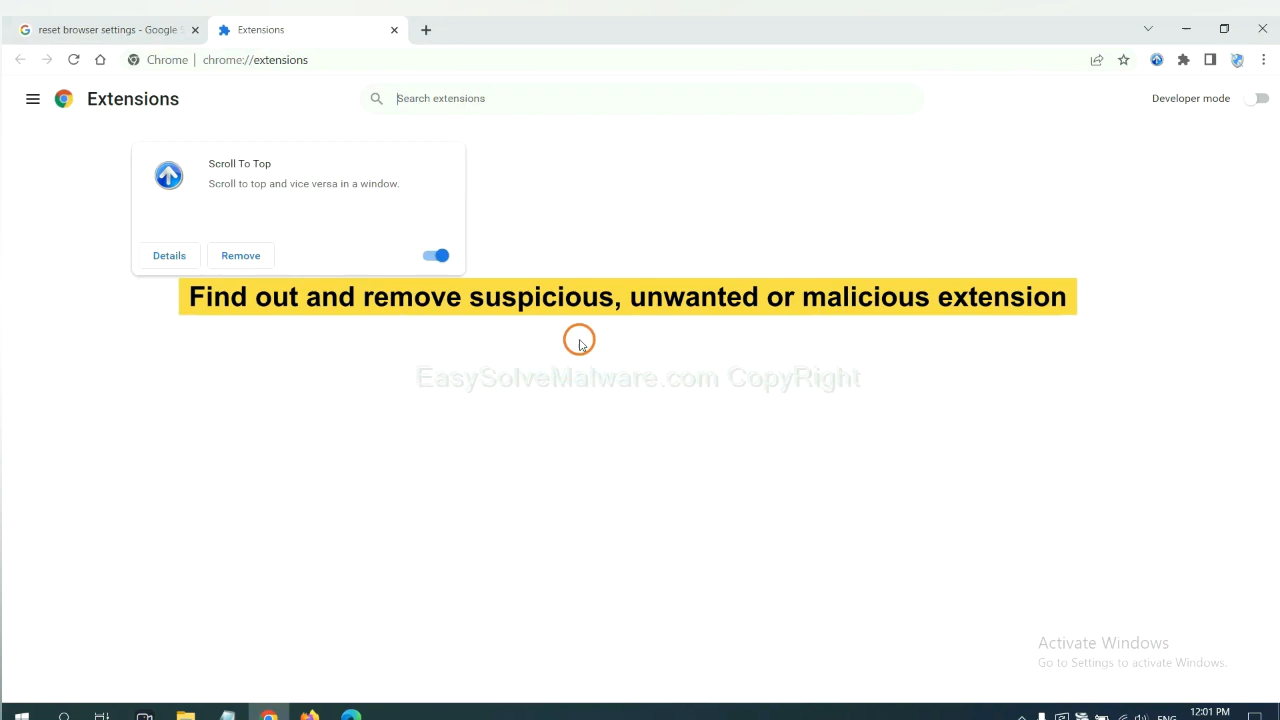 reset browser settings - Google
Extensions
Chrome
chrome://extensions
Extensions
Search extensions
Developer mode
Scroll To Top
Scroll to top and vice versa in a window.
Details
Remove
Find out and remove suspicious, unwanted or malicious extension
EasySolveMalware.com CopyRight
Activate Windows
Go to Settings to activate Windows.
12:01 PM
ENG